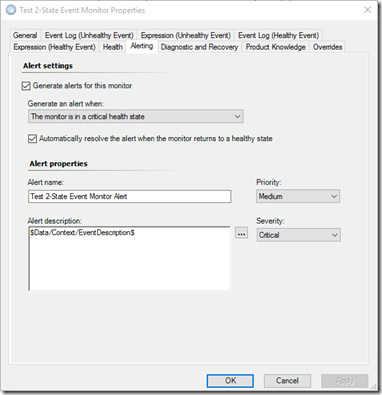 Test 2-State Event Monitor Properties
General Event Log (Unhealthy Event) Expression (Unhealthy Event) Event Log (Healthy Event)
Expression (Healthy Event) Health Alerting Diagnostic and Recovery Product Knowledge Overrides
Alert settings
Generate alerts for this monitor
Generate an alert when:
The monitor is in a critical health state
Automatically resolve the alert when the monitor returns to a healthy state
Alert properties
Alert name: Priority:
Test 2-State Event Monitor Alert Medium
Alert description: Severity:
$Data/Context/EventDescription$ ... Critical
OK Cancel Apply